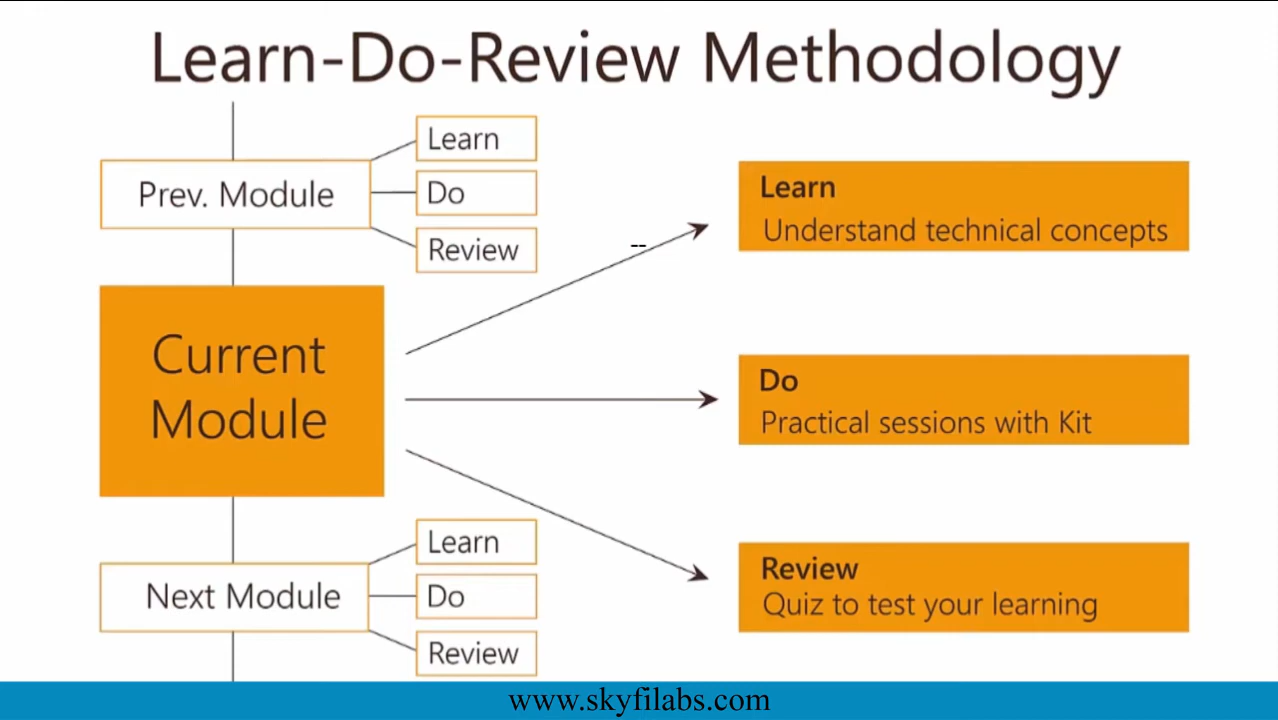 Learn-Do-Review Methodology
Prev. Module
Learn
Do
Review
--
Current
Module
Learn
Understand technical concepts
Do
Practical sessions with Kit
Review
Quiz to test your learning
Next Module
Learn
Do
Review
www.skyfilabs.com